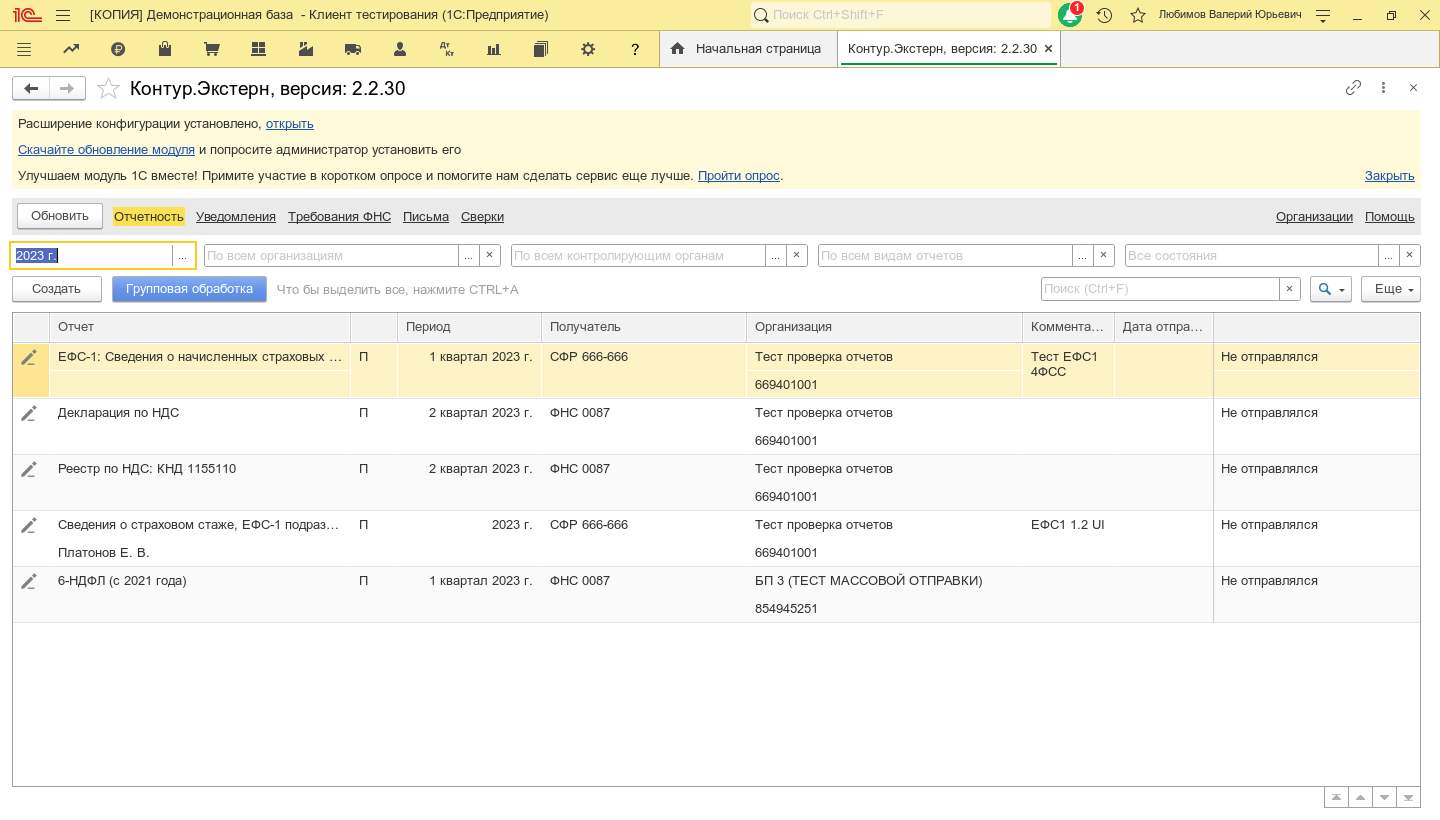 [КОПИЯ] Демонстрационная база - Клиент тестирования (1С:Предприятие) Поиск Ctrl+Shift+F 1 Любимов Валерий Юрьевич
Дт Кт ? Начальная страница Контур.Экстерн, версия: 2.2.30
Контур.Экстерн, версия: 2.2.30
Расширение конфигурации установлено, открыть
Скачайте обновление модуля и попросите администратор установить его
Улучшаем модуль 1С вместе! Примите участие в коротком опросе и помогите нам сделать сервис еще лучше. Пройти опрос. Закрыть
Обновить Отчетность Уведомления Требования ФНС Письма Сверки Организации Помощь
2023 г. ... По всем организациям ... × По всем контролирующим органам ... × По всем видам отчетов ... × Все состояния ... ×
Создать Групповая обработка Что бы выделить все, нажмите CTRL+A Поиск (Ctrl+F) × Еще
Отчет Период Получатель Организация Коммента... Дата отпра...
ЕФС-1: Сведения о начисленных страховых ... П 1 квартал 2023 г. СФР 666-666 Тест проверка отчетов Тест ЕФС1 Не отправлялся
4ФСС
669401001
Декларация по НДС П 2 квартал 2023 г. ФНС 0087 Тест проверка отчетов Не отправлялся
669401001
Реестр по НДС: КНД 1155110 П 2 квартал 2023 г. ФНС 0087 Тест проверка отчетов Не отправлялся
669401001
Сведения о страховом стаже, ЕФС-1 подраз... П 2023 г. СФР 666-666 Тест проверка отчетов ЕФС1 1.2 UI Не отправлялся
Платонов Е. В. 669401001
6-НДФЛ (с 2021 года) П 1 квартал 2023 г. ФНС 0087 БП 3 (ТЕСТ МАССОВОЙ ОТПРАВКИ) Не отправлялся
854945251